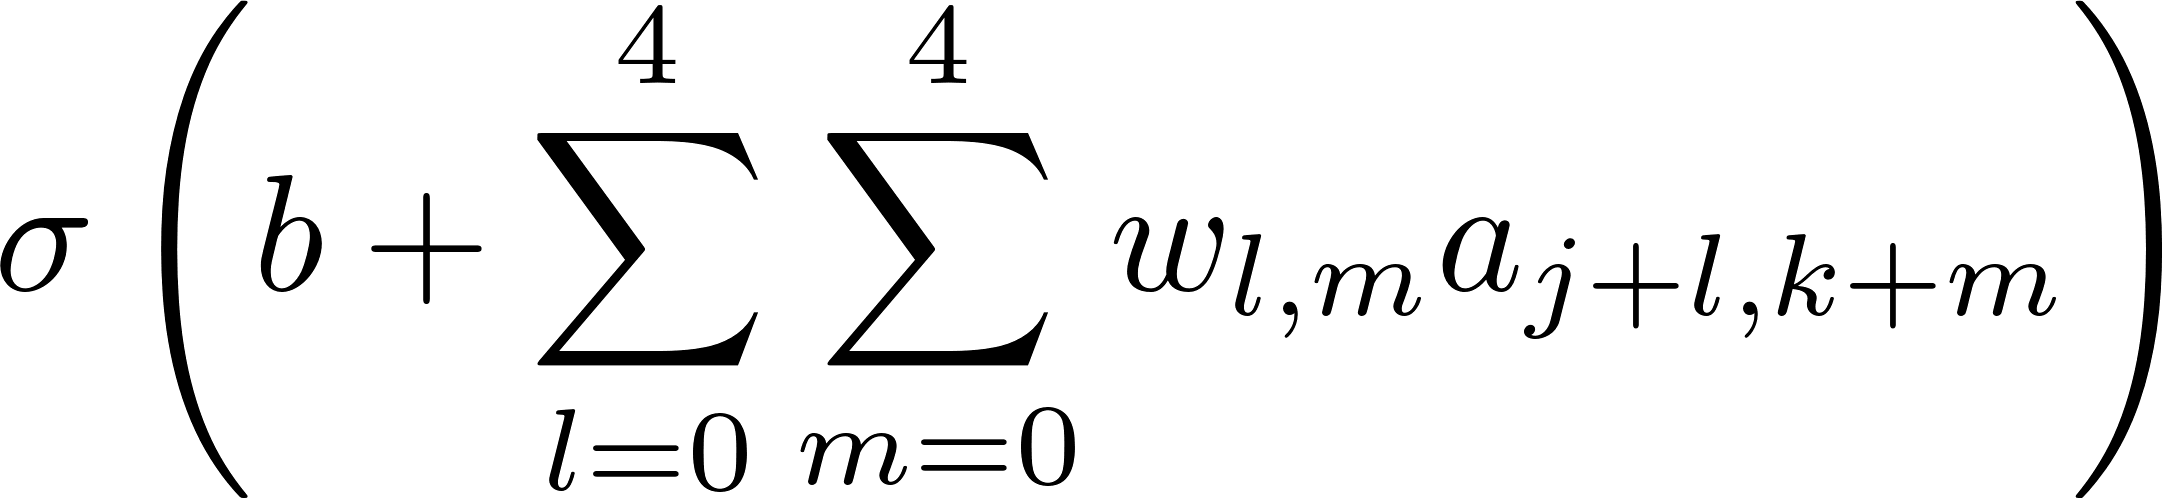 σ ( b + ∑_{l=0}^{4} ∑_{m=0}^{4} w_{l,m} a_{j+l,k+m} )